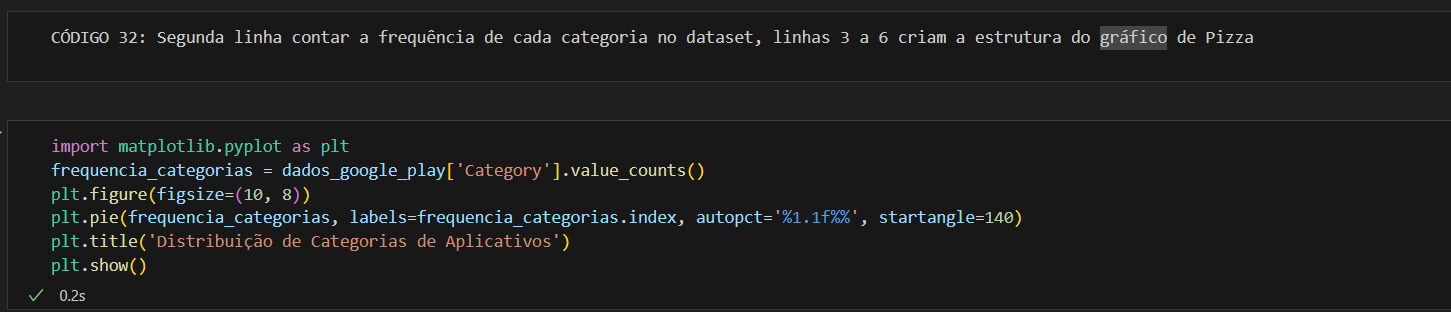 CÓDIGO 32: Segunda linha contar a frequência de cada categoria no dataset, linhas 3 a 6 criam a estrutura do gráfico de Pizza
import matplotlib.pyplot as plt
frequencia_categorias = dados_google_play['Category'].value_counts()
plt.figure(figsize=(10, 8))
plt.pie(frequencia_categorias, labels=frequencia_categorias.index, autopct='%1.1f%%', startangle=140)
plt.title('Distribuição de Categorias de Aplicativos')
plt.show()
0.2s